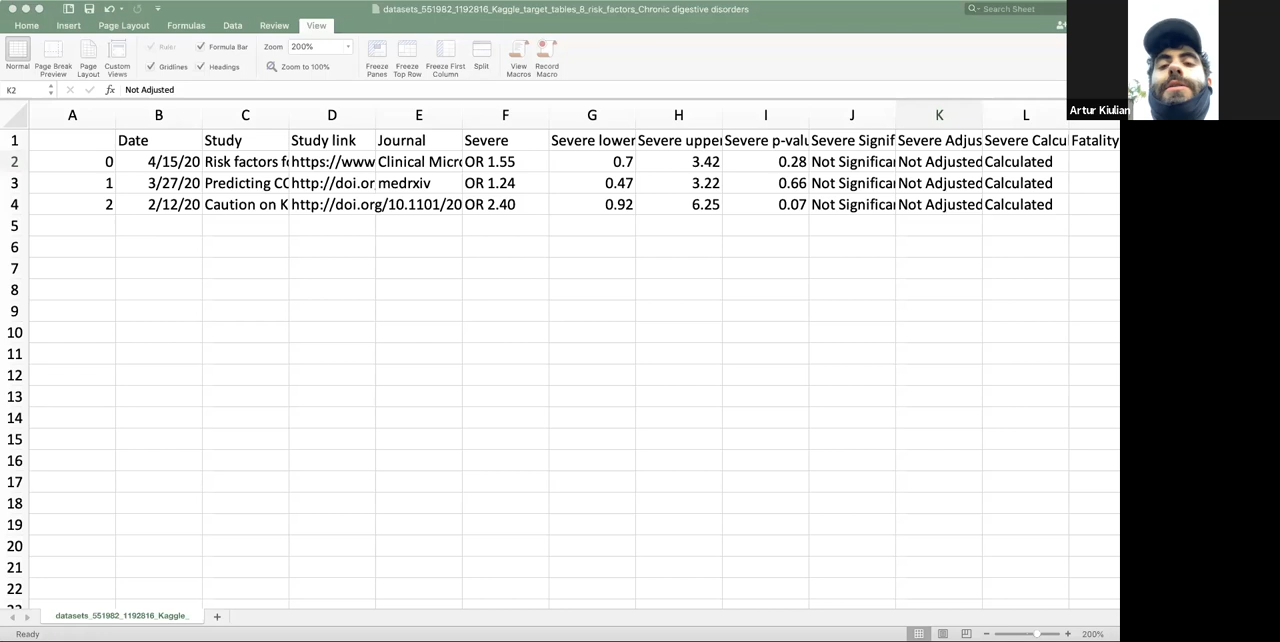 datasets_551982_1192816_Kaggle_target_tables_8_risk_factors_Chronic digestive disorders
Search Sheet
Home Insert Page Layout Formulas Data Review View
Normal Page Break Preview Page Layout Custom Views Ruler Formula Bar Gridlines Headings Zoom 200% Zoom to 100% Freeze Panes Freeze Top Row Freeze First Column Split View Macros Record Macro
K2 fx Not Adjusted
Artur Kiulian
A B C D E F G H I J K L
1 Date Study Study link Journal Severe Severe lower Severe upper Severe p-valu Severe Signif Severe Adjus Severe Calcu Fatality
2 0 4/15/20 Risk factors f https://www Clinical Micro OR 1.55 0.7 3.42 0.28 Not Significan Not Adjusted Calculated
3 1 3/27/20 Predicting CO http://doi.or medrxiv OR 1.24 0.47 3.22 0.66 Not Significan Not Adjusted Calculated
4 2 2/12/20 Caution on K http://doi.org/10.1101/20 OR 2.40 0.92 6.25 0.07 Not Significan Not Adjusted Calculated
5
6
7
8
9
10
11
12
13
14
15
16
17
18
19
20
21
22
datasets_551982_1192816_Kaggle_ +
Ready
200%